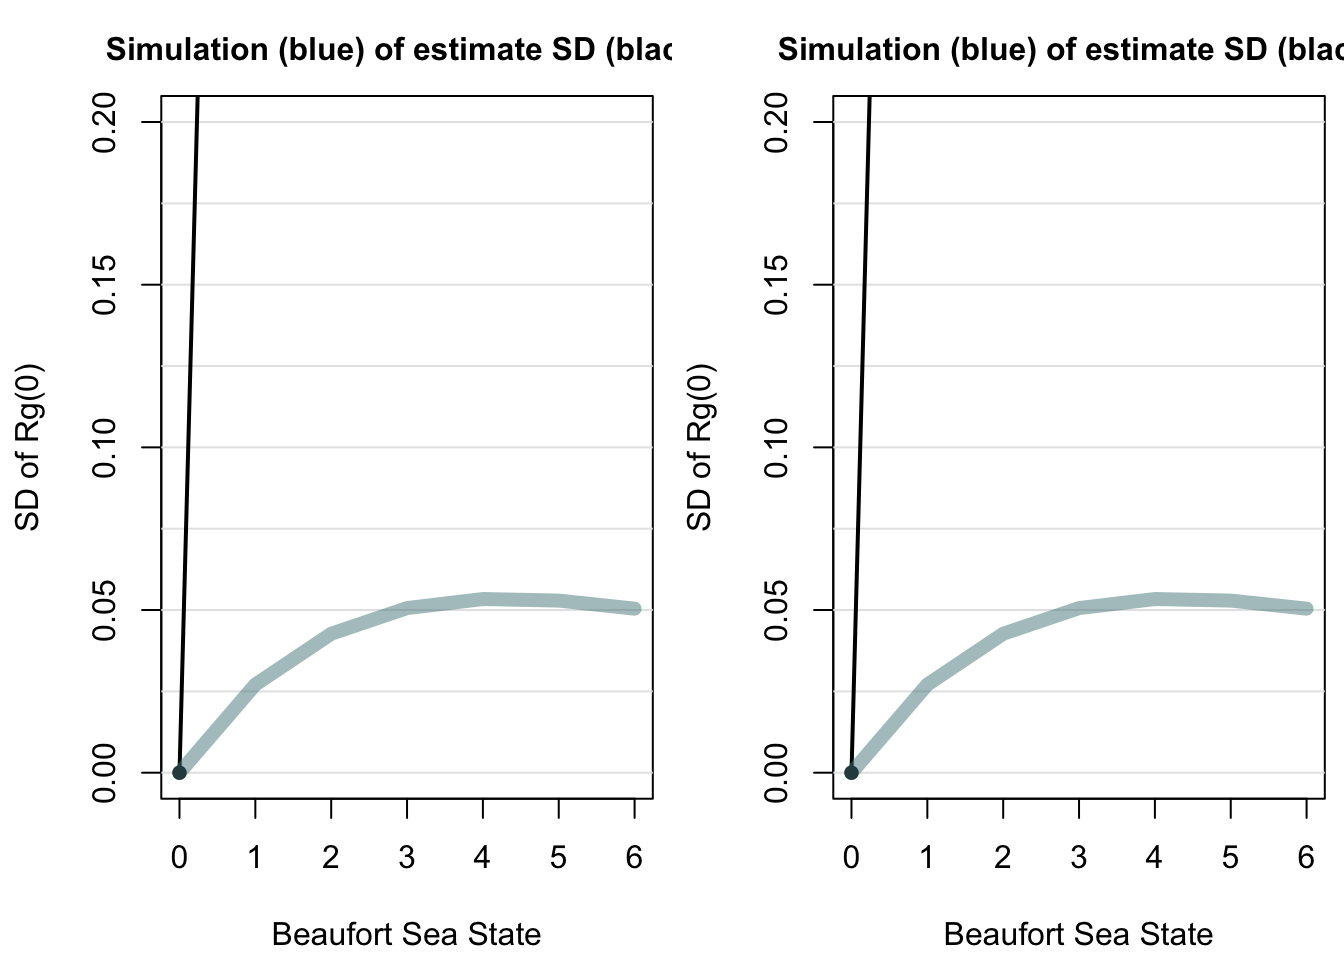 Simulation (blue) of estimate SD (blac
SD of Rg(0)
0.20
0.15
0.10
0.05
0.00
0 1 2 3 4 5 6
Beaufort Sea State
Simulation (blue) of estimate SD (blac
SD of Rg(0)
0.20
0.15
0.10
0.05
0.00
0 1 2 3 4 5 6
Beaufort Sea State